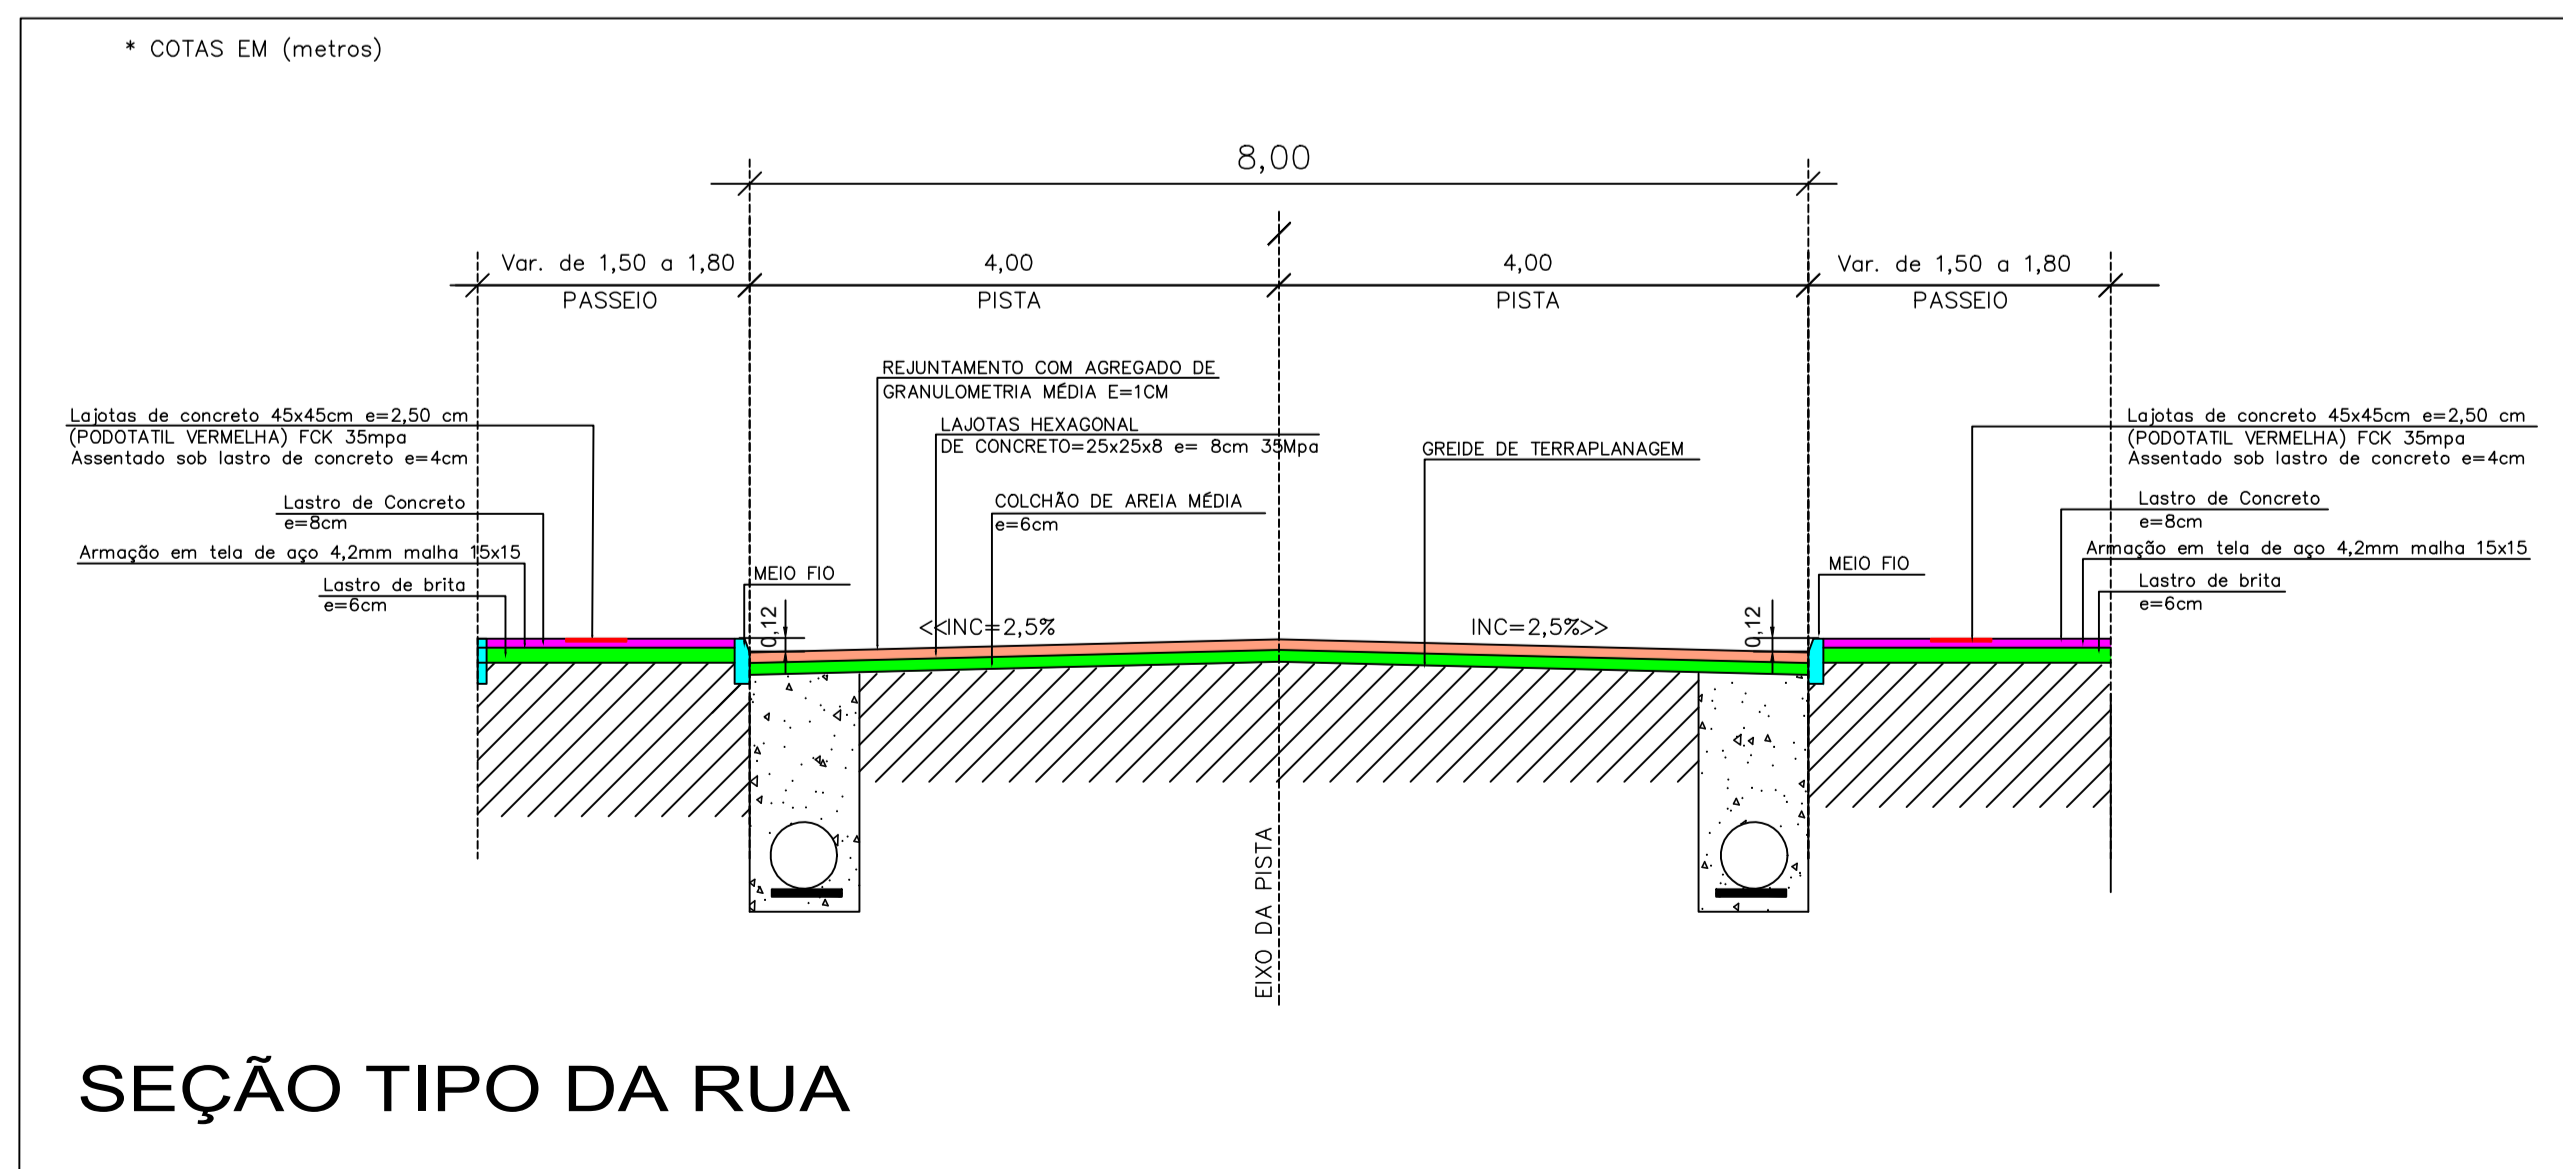 * COTAS EM (metros)
8,00
Var. de 1,50 a 1,80
4,00
4,00
Var. de 1,50 a 1,80
PASSEIO
PISTA
PISTA
PASSEIO
REJUNTAMENTO COM AGREGADO DE
GRANULOMETRIA MÉDIA E=1CM
Lajotas de concreto 45x45cm e=2,50 cm
(PODOTATIL VERMELHA) FCK 35mpa
Assentado sob lastro de concreto e=4cm
LAJOTAS HEXAGONAL
DE CONCRETO=25x25x8 e= 8cm 35Mpa
GREIDE DE TERRAPLANAGEM
Lajotas de concreto 45x45cm e=2,50 cm
(PODOTATIL VERMELHA) FCK 35mpa
Assentado sob lastro de concreto e=4cm
Lastro de Concreto
e=8cm
COLCHÃO DE AREIA MÉDIA
e=6cm
Lastro de Concreto
e=8cm
Armação em tela de aço 4,2mm malha 15x15
Armação em tela de aço 4,2mm malha 15x15
Lastro de brita
e=6cm
MEIO FIO
MEIO FIO
Lastro de brita
e=6cm
0,12
<<INC=2,5%
INC=2,5%>>
0,12
EIXO DA PISTA
SEÇÃO TIPO DA RUA